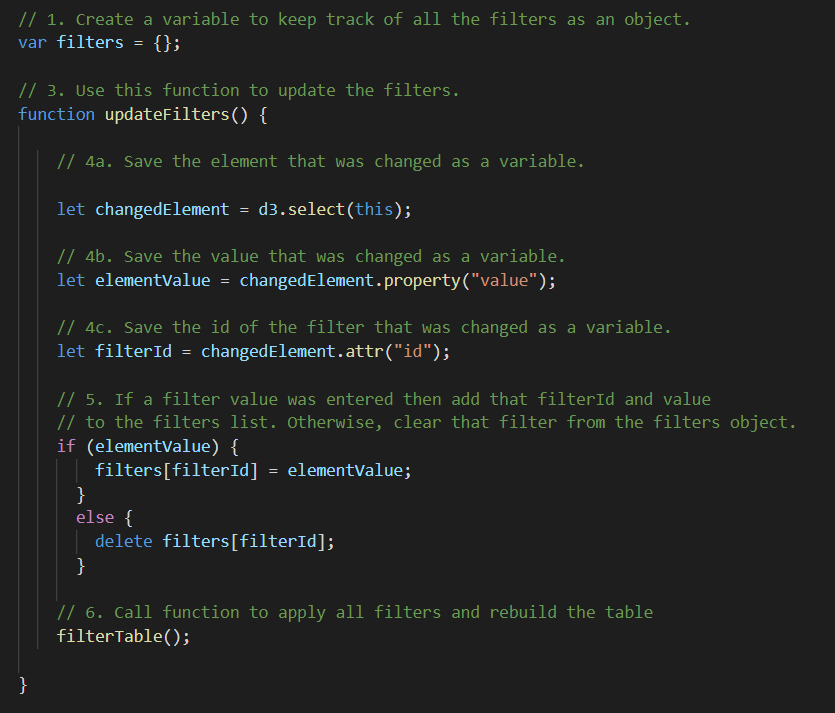 // 1. Create a variable to keep track of all the filters as an object.
var filters = {};
// 3. Use this function to update the filters.
function updateFilters() {
// 4a. Save the element that was changed as a variable.
let changedElement = d3.select(this);
// 4b. Save the value that was changed as a variable.
let elementValue = changedElement.property("value");
// 4c. Save the id of the filter that was changed as a variable.
let filterId = changedElement.attr("id");
// 5. If a filter value was entered then add that filterId and value
// to the filters list. Otherwise, clear that filter from the filters object.
if (elementValue) {
filters[filterId] = elementValue;
}
else {
delete filters[filterId];
}
// 6. Call function to apply all filters and rebuild the table
filterTable();
}